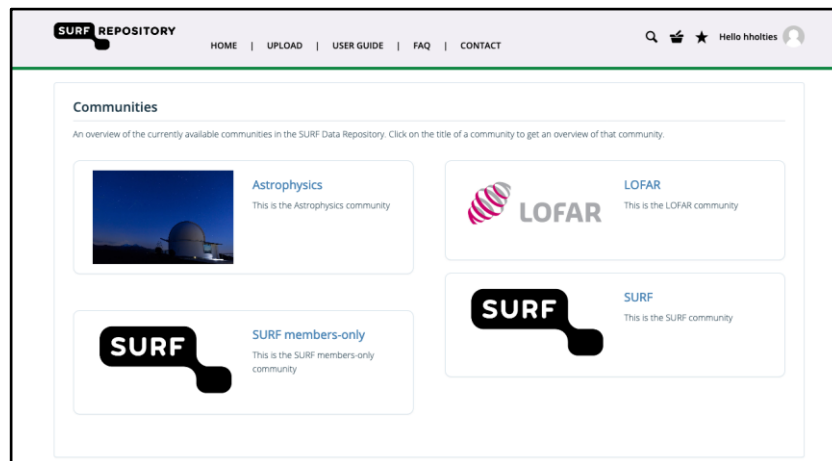 SURF REPOSITORY
HOME | UPLOAD | USER GUIDE | FAQ | CONTACT
Hello hholties
Communities
An overview of the currently available communities in the SURF Data Repository. Click on the title of a community to get an overview of that community.
Astrophysics
This is the Astrophysics community
LOFAR
LOFAR
This is the LOFAR community
SURF
SURF members-only
This is the SURF members-only
community
SURF
SURF
This is the SURF community